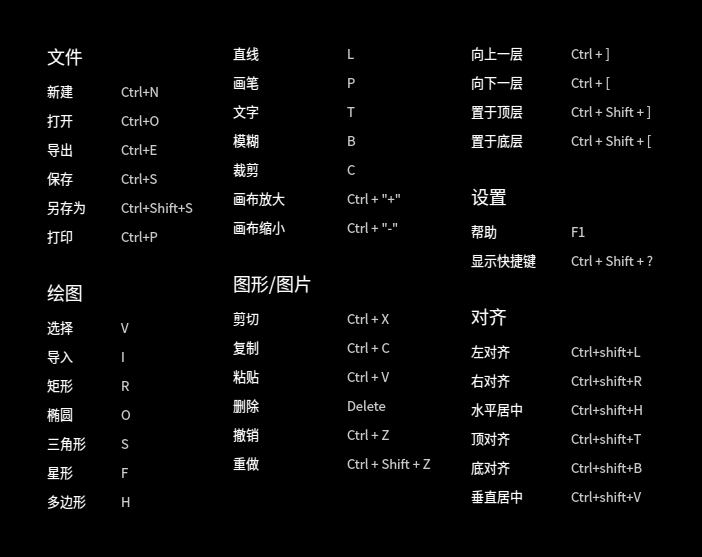 文件
新建 Ctrl+N
打开 Ctrl+O
导出 Ctrl+E
保存 Ctrl+S
另存为 Ctrl+Shift+S
打印 Ctrl+P
绘图
选择 V
导入 I
矩形 R
椭圆 O
三角形 S
星形 F
多边形 H
直线 L
画笔 P
文字 T
模糊 B
裁剪 C
画布放大 Ctrl + "+"
画布缩小 Ctrl + "-"
图形/图片
剪切 Ctrl + X
复制 Ctrl + C
粘贴 Ctrl + V
删除 Delete
撤销 Ctrl + Z
重做 Ctrl + Shift + Z
向上一层 Ctrl + ]
向下一层 Ctrl + [
置于顶层 Ctrl + Shift + ]
置于底层 Ctrl + Shift + [
设置
帮助 F1
显示快捷键 Ctrl + Shift + ?
对齐
左对齐 Ctrl+shift+L
右对齐 Ctrl+shift+R
水平居中 Ctrl+shift+H
顶对齐 Ctrl+shift+T
底对齐 Ctrl+shift+B
垂直居中 Ctrl+shift+V